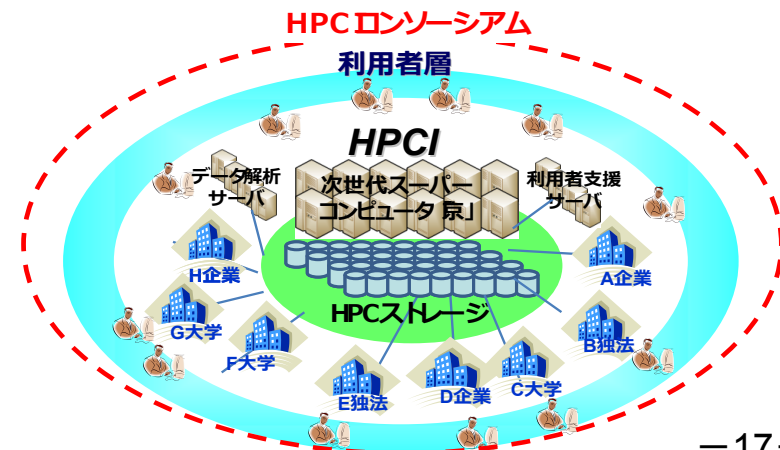 HPCIコンソーシアム
利用者層
HPCI
データ解析
サーバ
次世代スーパー
コンピュータ「京」
利用者支援
サーバ
H企業
A企業
HPCストレージ
G大学
B独法
F大学
E独法
D企業
C大学
－17-